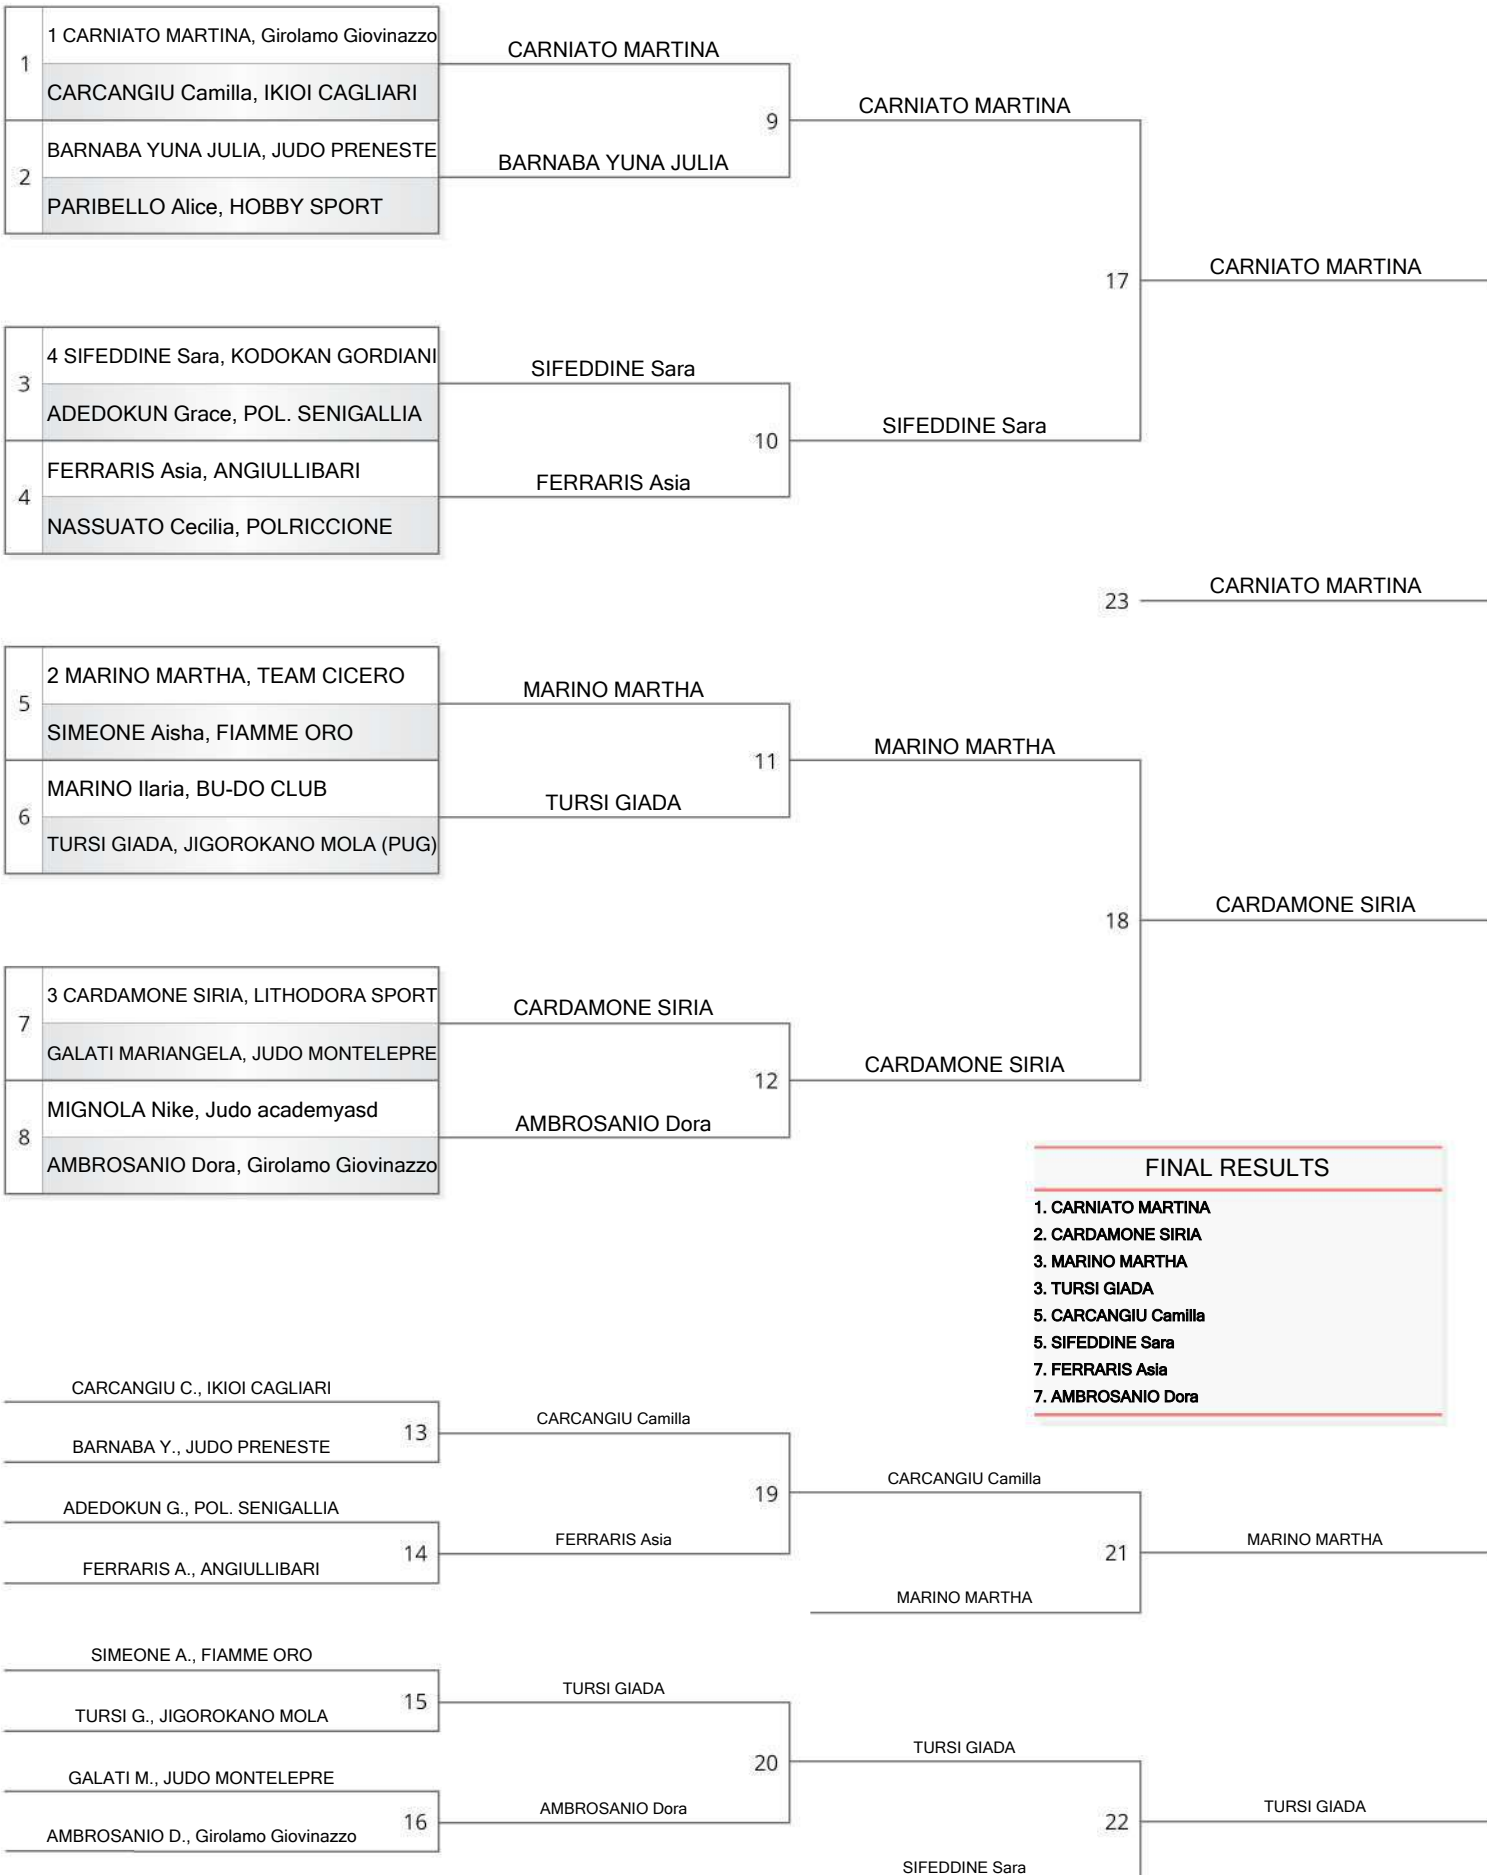 1 CARNIATO MARTINA, Girolamo Giovinazzo
1
CARCANGIU Camilla, IKIOI CAGLIARI
BARNABA YUNA JULIA, JUDO PRENESTE
2
PARIBELLO Alice, HOBBY SPORT
CARNIATO MARTINA
9
BARNABA YUNA JULIA
CARNIATO MARTINA
17
CARNIATO MARTINA
4 SIFEDDINE Sara, KODOKAN GORDIANI
3
ADEDOKUN Grace, POL. SENIGALLIA
FERRARIS Asia, ANGIULLIBARI
4
NASSUATO Cecilia, POLRICCIONE
SIFEDDINE Sara
10
FERRARIS Asia
SIFEDDINE Sara
23
CARNIATO MARTINA
2 MARINO MARTHA, TEAM CICERO
5
SIMEONE Aisha, FIAMME ORO
MARINO Ilaria, BU-DO CLUB
6
TURSI GIADA, JIGOROKANO MOLA (PUG)
MARINO MARTHA
11
TURSI GIADA
MARINO MARTHA
18
CARDAMONE SIRIA
3 CARDAMONE SIRIA, LITHODORA SPORT
7
GALATI MARIANGELA, JUDO MONTELEPRE
MIGNOLA Nike, Judo academyasd
8
AMBROSANIO Dora, Girolamo Giovinazzo
CARDAMONE SIRIA
12
AMBROSANIO Dora
CARDAMONE SIRIA
FINAL RESULTS
1. CARNIATO MARTINA
2. CARDAMONE SIRIA
3. MARINO MARTHA
3. TURSI GIADA
5. CARCANGIU Camilla
5. SIFEDDINE Sara
7. FERRARIS Asia
7. AMBROSANIO Dora
CARCANGIU C., IKIOI CAGLIARI
13
BARNABA Y., JUDO PRENESTE
ADEDOKUN G., POL. SENIGALLIA
14
FERRARIS A., ANGIULLIBARI
CARCANGIU Camilla
19
FERRARIS Asia
CARCANGIU Camilla
21
MARINO MARTHA
MARINO MARTHA
SIMEONE A., FIAMME ORO
15
TURSI G., JIGOROKANO MOLA
GALATI M., JUDO MONTELEPRE
16
AMBROSANIO D., Girolamo Giovinazzo
TURSI GIADA
20
AMBROSANIO Dora
TURSI GIADA
22
SIFEDDINE Sara
TURSI GIADA